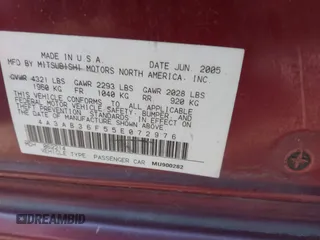 MADE IN U.S.A. DATE JUN 2005
MFD BY MITSUBISHI MOTORS NORTH AMERICA. INC
GVWR 4321 LBS GAWR 2293 LBS GAWR 2028 LBS
1960 KG FR 1040 KG RR 920 KG
THIS VEHICLE CONFORMS TO ALL APPLICABLE
FEDERAL MOTOR VEHICLE SAFETY, BUMPER
AND THEFT PREVENTION STANDARDS IN EFFECT ON THE DATE
OF MANUFACTURE SHOWN ABOVE
4A3AB36F55E072976
VEHICLE TYPE: PASSENGER CAR MU900282
DREAMBID